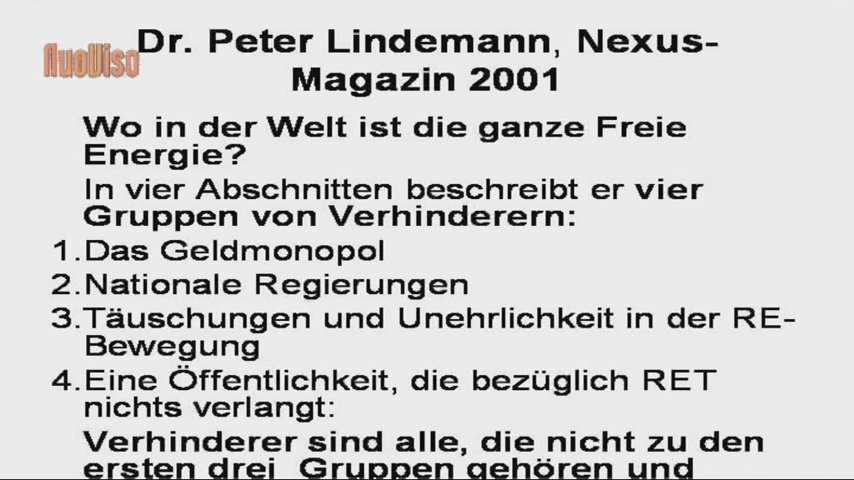 Dr. Peter Lindemann, Nexus-
nuoViso
Magazin 2001
Wo in der Welt ist die ganze Freie
Energie?
In vier Abschnitten beschreibt er vier
Gruppen von Verhinderern:
1.Das Geldmonopol
2.Nationale Regierungen
3.Täuschungen und Unehrlichkeit in der RE-
Bewegung
4.Eine Öffentlichkeit, die bezüglich RET
nichts verlangt:
Verhinderer sind alle, die nicht zu den
ersten drei Gruppen gehören und